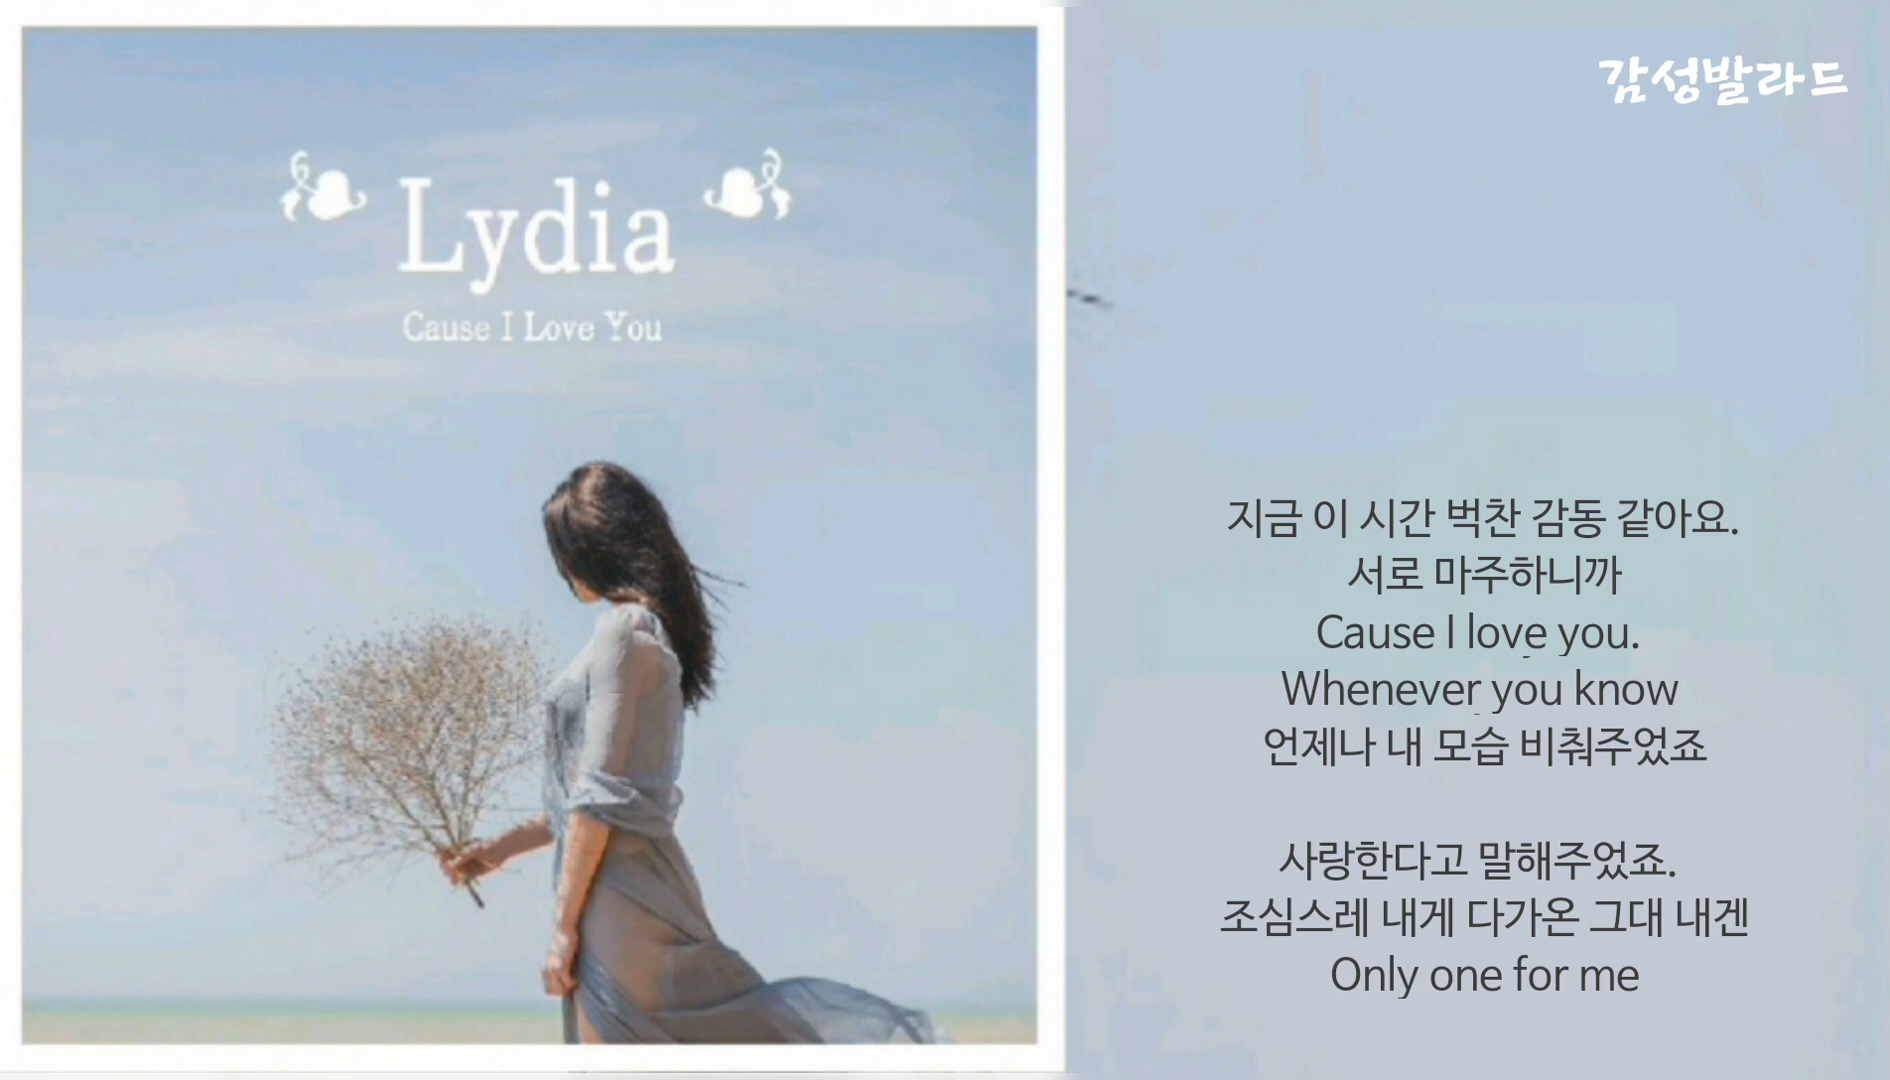 Lydia
Cause I Love You
감성발라드
지금 이 시간 벅찬 감동 같아요.
서로 마주하니까
Cause I love you.
Whenever you know
언제나 내 모습 비춰주었죠
사랑한다고 말해주었죠.
조심스레 내게 다가온 그대 내겐
Only one for me